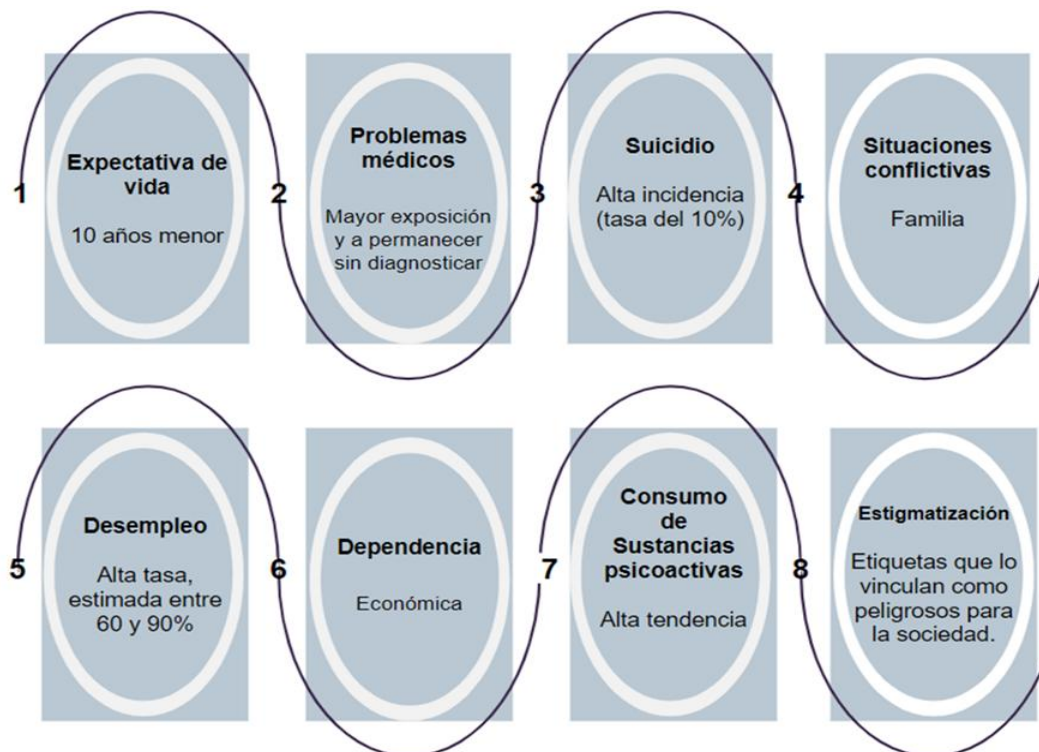 1
Expectativa de
vida
10 años menor
2
Problemas
médicos
Mayor exposición
y a permanecer
sin diagnosticar
3
Suicidio
Alta incidencia
(tasa del 10%)
4
Situaciones
conflictivas
Familia
5
Desempleo
Alta tasa,
estimada entre
60 y 90%
6
Dependencia
Económica
7
Consumo
de
Sustancias
psicoactivas
Alta tendencia
8
Estigmatización
Etiquetas que lo
vinculan como
peligrosos para
la sociedad.